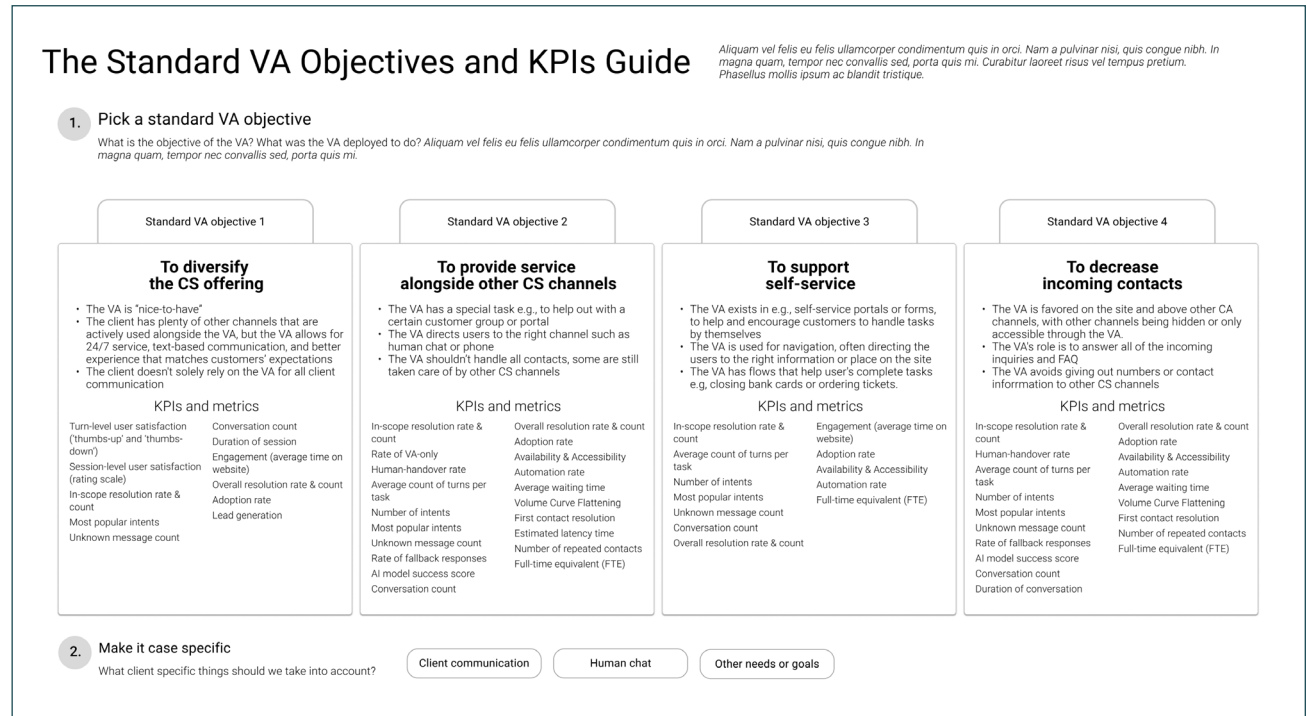 The Standard VA Objectives and KPIs Guide
Aliquam vel felis eu felis ullamcorper condimentum quis in orci. Nam a pulvinar nisi, quis congue nibh. In
magna quam, tempor nec convallis sed, porta quis mi. Curabitur laoreet risus vel tempus pretium.
Phasellus mollis ipsum ac blandit tristique.
1.
Pick a standard VA objective
What is the objective of the VA? What was the VA deployed to do? Aliquam vel felis eu felis ullamcorper condimentum quis in orci. Nam a pulvinar nisi, quis congue nibh. In
magna quam, tempor nec convallis sed, porta quis mi.
Standard VA objective 1
To diversify
the CS offering
• The VA is “nice-to-have”
• The client has plenty of other channels that are
actively used alongside the VA, but the VA allows for
24/7 service, text-based communication, and better
experience that matches customers’ expectations
• The client doesn’t solely rely on the VA for all client
communication
KPIs and metrics
Turn-level user satisfaction
('thumbs-up' and 'thumbs-
down')
Session-level user satisfaction
(rating scale)
In-scope resolution rate &
count
Most popular intents
Unknown message count
Conversation count
Duration of session
Engagement (average time on
website)
Overall resolution rate & count
Adoption rate
Lead generation
Standard VA objective 2
To provide service
alongside other CS channels
• The VA has a special task e.g., to help out with a
certain customer group or portal
• The VA directs users to the right channel such as
human chat or phone
• The VA shouldn’t handle all contacts, some are still
taken care of by other CS channels
KPIs and metrics
In-scope resolution rate &
count
Rate of VA-only
Human-handover rate
Average count of turns per
task
Number of intents
Most popular intents
Unknown message count
Rate of fallback responses
AI model success score
Conversation count
Overall resolution rate & count
Adoption rate
Availability & Accessibility
Automation rate
Average waiting time
Volume Curve Flattening
First contact resolution
Estimated latency time
Number of repeated contacts
Full-time equivalent (FTE)
Standard VA objective 3
To support
self-service
• The VA exists in e.g., self-service portals or forms,
to help and encourage customers to handle tasks
by themselves
• The VA is used for navigation, often directing the
users to the right information or place on the site
• The VA has flows that help user's complete tasks
e.g, closing bank cards or ordering tickets.
KPIs and metrics
In-scope resolution rate &
count
Average count of turns per
task
Number of intents
Most popular intents
Unknown message count
Conversation count
Overall resolution rate & count
Engagement (average time on
website)
Adoption rate
Availability & Accessibility
Automation rate
Full-time equivalent (FTE)
Standard VA objective 4
To decrease
incoming contacts
• The VA is favored on the site and above other CA
channels, with other channels being hidden or only
accessible through the VA.
• The VA's role is to answer all of the incoming
inquiries and FAQ
• The VA avoids giving out numbers or contact
inforrmation to other CS channels
KPIs and metrics
In-scope resolution rate &
count
Human-handover rate
Average count of turns per
task
Number of intents
Most popular intents
Unknown message count
Rate of fallback responses
AI model success score
Conversation count
Duration of conversation
Overall resolution rate & count
Adoption rate
Availability & Accessibility
Automation rate
Average waiting time
Volume Curve Flattening
First contact resolution
Number of repeated contacts
Full-time equivalent (FTE)
2.
Make it case specific
What client specific things should we take into account?
Client communication
Human chat
Other needs or goals